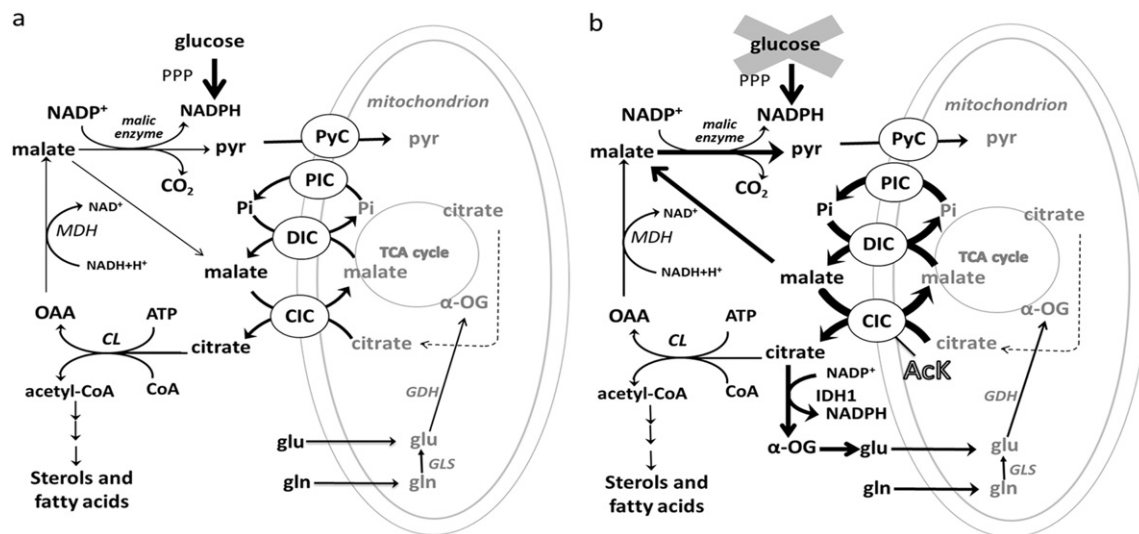 a
glucose
PPP
mitochondrion
NADP⁺
NADPH
malic
enzyme
malate
pyr
PyC
pyr
CO₂
PIC
Pi
Pi
citrate
NAD⁺
MDH
DIC
TCA cycle
NADH+H⁺
malate
malate
α-OG
OAA
ATP
CIC
CL
citrate
citrate
acetyl-CoA
CoA
GDH
glu
glu
GLS
Sterols and
fatty acids
gln
gln
b
glucose
PPP
mitochondrion
NADP⁺
NADPH
malic
enzyme
malate
pyr
PyC
pyr
CO₂
PIC
Pi
Pi
citrate
NAD⁺
MDH
DIC
TCA cycle
NADH+H⁺
malate
malate
α-OG
OAA
ATP
CIC
CL
citrate
citrate
AcK
acetyl-CoA
CoA
NADP⁺
IDH1
NADPH
GDH
α-OG
glu
glu
GLS
Sterols and
fatty acids
gln
gln